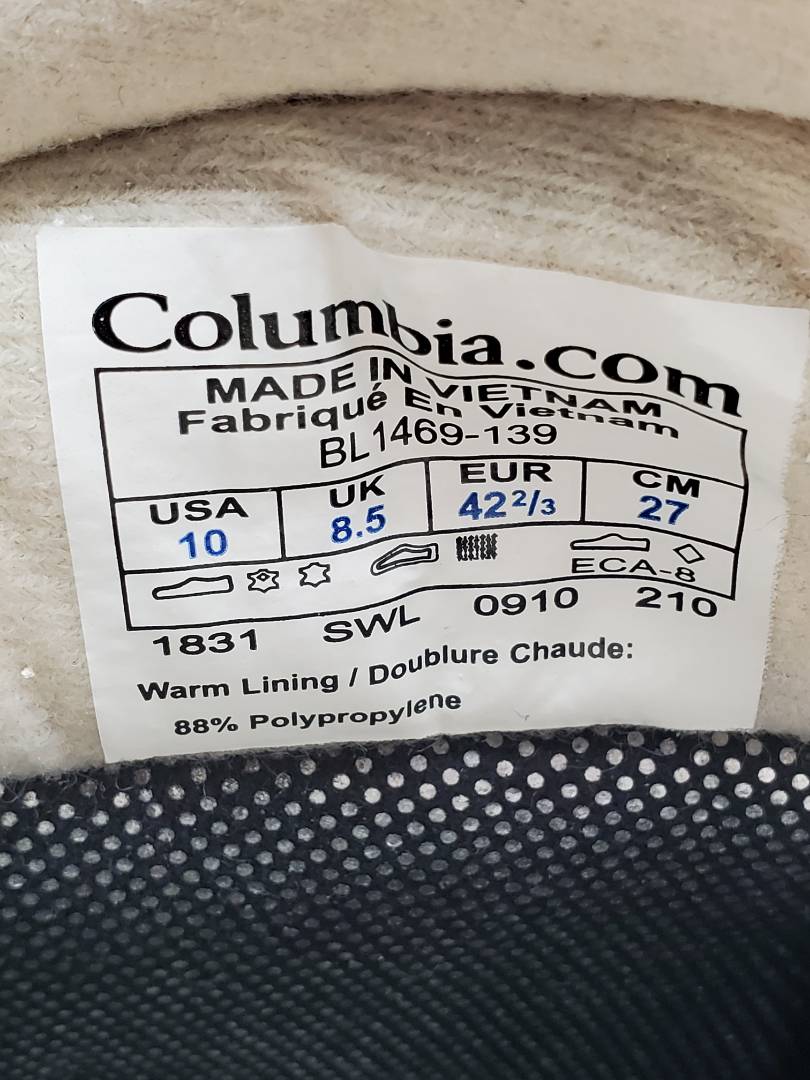 Columbia.com
MADE IN VIETNAM
Fabriqué En Vietnam
BL1469-139
USA UK EUR CM
10 8.5 42 2/3 27
ECA-8
1831 SWL 0910 210
Warm Lining / Doublure Chaude:
88% Polypropylene